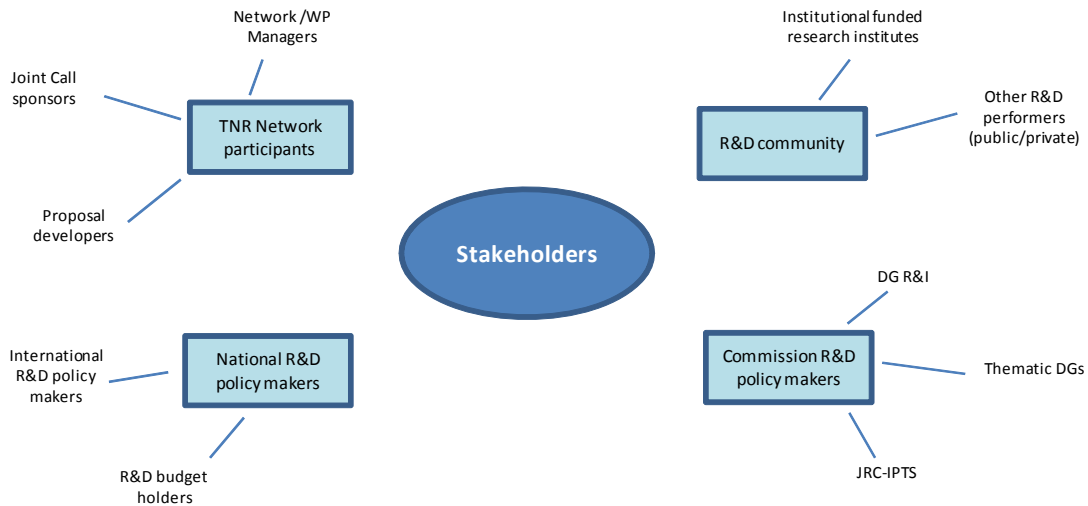 Network /WP
Managers
Joint Call
sponsors
TNR Network
participants
Proposal
developers
Institutional funded
research institutes
Other R&D
performers
(public/private)
R&D community
Stakeholders
International
R&D policy
makers
National R&D
policy makers
R&D budget
holders
DG R&I
Commission R&D
policy makers
Thematic DGs
JRC-IPTS